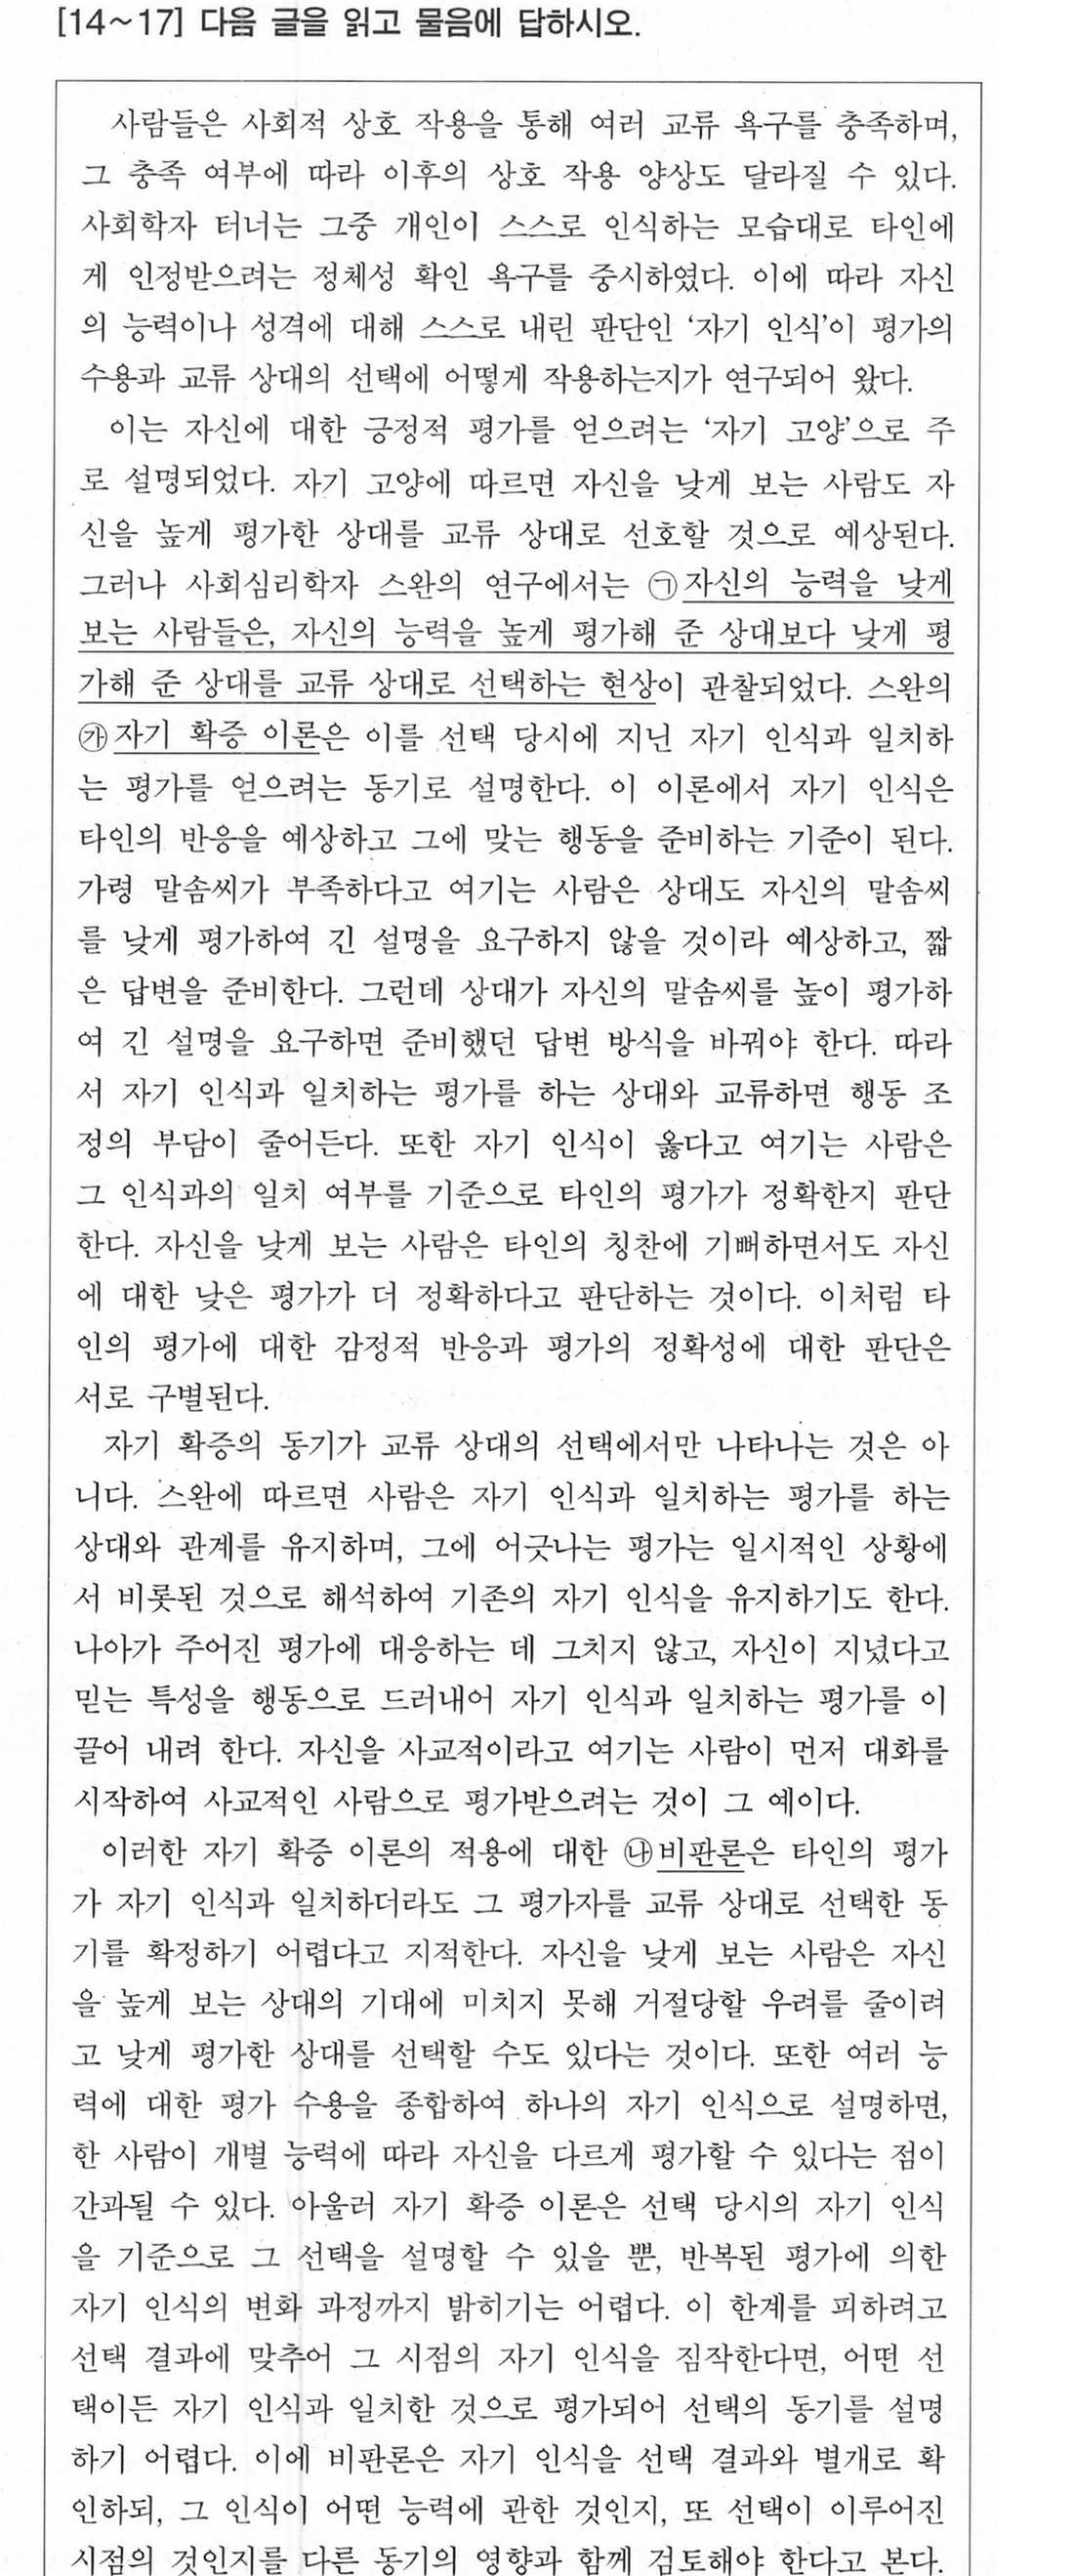 [14~17] 다음 글을 읽고 물음에 답하시오.
사람들은 사회적 상호 작용을 통해 여러 교류 욕구를 충족하며,
그 충족 여부에 따라 이후의 상호 작용 양상도 달라질 수 있다.
사회학자 터너는 그중 개인이 스스로 인식하는 모습대로 타인에
게 인정받으려는 정체성 확인 욕구를 중시하였다. 이에 따라 자신
의 능력이나 성격에 대해 스스로 내린 판단인 ‘자기 인식’이 평가의
수용과 교류 상대의 선택에 어떻게 작용하는지가 연구되어 왔다.
이는 자신에 대한 긍정적 평가를 얻으려는 ‘자기 고양’으로 주
로 설명되었다. 자기 고양에 따르면 자신을 낮게 보는 사람도 자
신을 높게 평가한 상대를 교류 상대로 선호할 것으로 예상된다.
그러나 사회심리학자 스완의 연구에서는 ㉠자신의 능력을 낮게
보는 사람들은, 자신의 능력을 높게 평가해 준 상대보다 낮게 평
가해 준 상대를 교류 상대로 선택하는 현상이 관찰되었다. 스완의
㉮자기 확증 이론은 이를 선택 당시에 지닌 자기 인식과 일치하
는 평가를 얻으려는 동기로 설명한다. 이 이론에서 자기 인식은
타인의 반응을 예상하고 그에 맞는 행동을 준비하는 기준이 된다.
가령 말솜씨가 부족하다고 여기는 사람은 상대도 자신의 말솜씨
를 낮게 평가하여 긴 설명을 요구하지 않을 것이라 예상하고, 짧
은 답변을 준비한다. 그런데 상대가 자신의 말솜씨를 높이 평가하
여 긴 설명을 요구하면 준비했던 답변 방식을 바꿔야 한다. 따라
서 자기 인식과 일치하는 평가를 하는 상대와 교류하면 행동 조
정의 부담이 줄어든다. 또한 자기 인식이 옳다고 여기는 사람은
그 인식과의 일치 여부를 기준으로 타인의 평가가 정확한지 판단
한다. 자신을 낮게 보는 사람은 타인의 칭찬에 기뻐하면서도 자신
에 대한 낮은 평가가 더 정확하다고 판단하는 것이다. 이처럼 타
인의 평가에 대한 감정적 반응과 평가의 정확성에 대한 판단은
서로 구별된다.
자기 확증의 동기가 교류 상대의 선택에서만 나타나는 것은 아
니다. 스완에 따르면 사람은 자기 인식과 일치하는 평가를 하는
상대와 관계를 유지하며, 그에 어긋나는 평가는 일시적인 상황에
서 비롯된 것으로 해석하여 기존의 자기 인식을 유지하기도 한다.
나아가 주어진 평가에 대응하는 데 그치지 않고, 자신이 지녔다고
믿는 특성을 행동으로 드러내어 자기 인식과 일치하는 평가를 이
끌어 내려 한다. 자신을 사교적이라고 여기는 사람이 먼저 대화를
시작하여 사교적인 사람으로 평가받으려는 것이 그 예이다.
이러한 자기 확증 이론의 적용에 대한 ㉯비판론은 타인의 평가
가 자기 인식과 일치하더라도 그 평가자를 교류 상대로 선택한 동
기를 확정하기 어렵다고 지적한다. 자신을 낮게 보는 사람은 자신
을 높게 보는 상대의 기대에 미치지 못해 거절당할 우려를 줄이려
고 낮게 평가한 상대를 선택할 수도 있다는 것이다. 또한 여러 능
력에 대한 평가 수용을 종합하여 하나의 자기 인식으로 설명하면,
한 사람이 개별 능력에 따라 자신을 다르게 평가할 수 있다는 점이
간과될 수 있다. 아울러 자기 확증 이론은 선택 당시의 자기 인식
을 기준으로 그 선택을 설명할 수 있을 뿐, 반복된 평가에 의한
자기 인식의 변화 과정까지 밝히기는 어렵다. 이 한계를 피하려고
선택 결과에 맞추어 그 시점의 자기 인식을 짐작한다면, 어떤 선
택이든 자기 인식과 일치한 것으로 평가되어 선택의 동기를 설명
하기 어렵다. 이에 비판론은 자기 인식을 선택 결과와 별개로 확
인하되, 그 인식이 어떤 능력에 관한 것인지, 또 선택이 이루어진
시점의 것인지를 다른 동기의 영향과 함께 검토해야 한다고 본다.